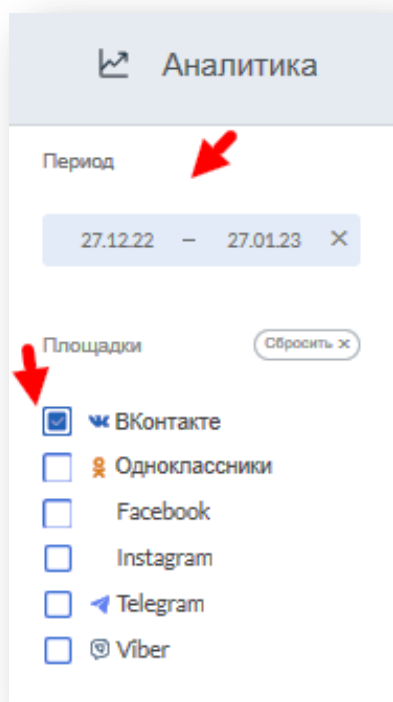 Аналитика
Период
27.12.22 – 27.01.23 ×
Площадки Сбросить ×
ВКонтакте
Одноклассники
Facebook
Instagram
Telegram
Viber